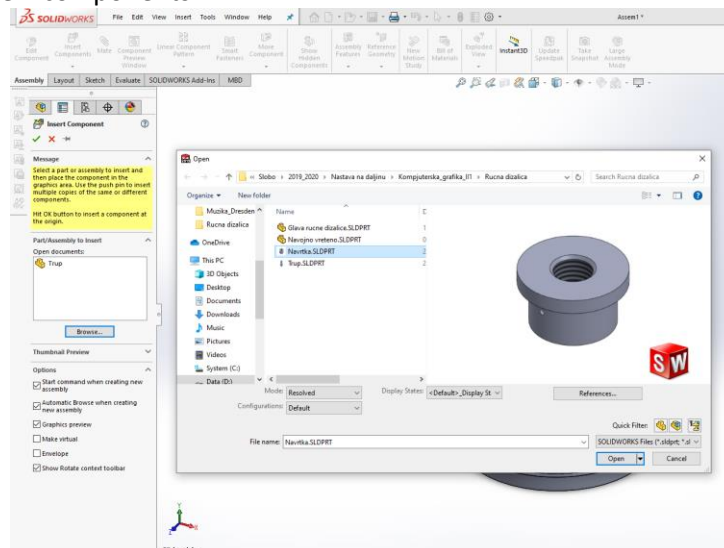 SOLIDWORKS File Edit View Insert Tools Window Help Assem1 *
Edit Component
Insert Components
Mate
Component Preview Window
Linear Component Pattern
Smart Fasteners
Move Component
Show Hidden Components
Assembly Features
Reference Geometry
New Motion Study
Bill of Materials
Exploded View
Instant3D
Update Speedpak
Take Snapshot
Large Assembly Mode
Assembly Layout Sketch Evaluate SOLIDWORKS Add-Ins MBD
Insert Component
Message
Select a part or assembly to insert and
then place the component in the
graphics area. Use the push pin to insert
multiple copies of the same or different
components.
Hit OK button to insert a component at
the origin.
Part/Assembly to Insert
Open documents:
Trup
Browse...
Thumbnail Preview
Options
Start command when creating new
assembly
Automatic Browse when creating
new assembly
Graphics preview
Make virtual
Envelope
Show Rotate context toolbar
Open
« Slobo › 2019_2020 › Nastava na daljinu › Kompjuterska_grafika_II1 › Rucna dizalica
Search Rucna dizalica
Organize New folder
Muzika_Dresden
Rucna dizalica
OneDrive
This PC
3D Objects
Desktop
Documents
Downloads
Music
Pictures
Videos
System (C:)
Data (D:)
Name
Glava rucne dizalice.SLDPRT
Navojno vreteno.SLDPRT
Navrtka.SLDPRT
Trup.SLDPRT
SW
Mode: Resolved
Display States: <Default>_Display St
References...
Configurations: Default
Quick Filter:
File name: Navrtka.SLDPRT
SOLIDWORKS Files (*.sldprt; *.sl
Open Cancel